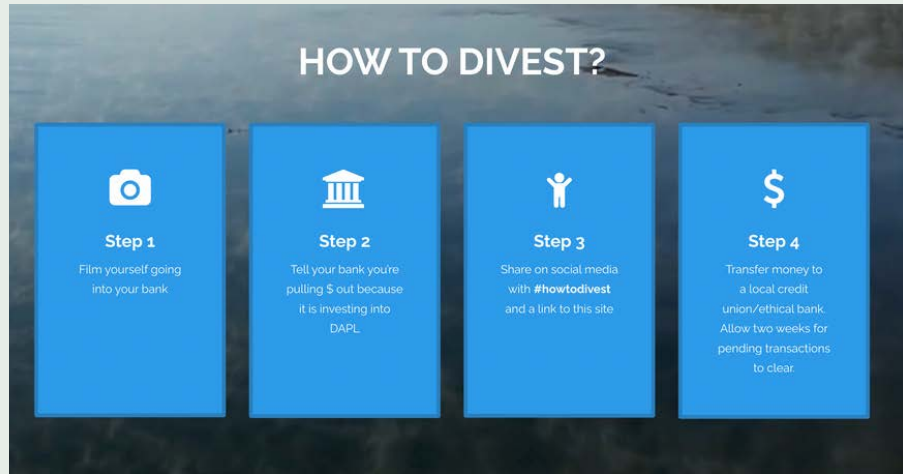 HOW TO DIVEST?
Step 1
Film yourself going
into your bank
Step 2
Tell your bank you're
pulling $ out because
it is investing into
DAPL.
Step 3
Share on social media
with #howtodivest
and a link to this site
$
Step 4
Transfer money to
a local credit
union/ethical bank.
Allow two weeks for
pending transactions
to clear.